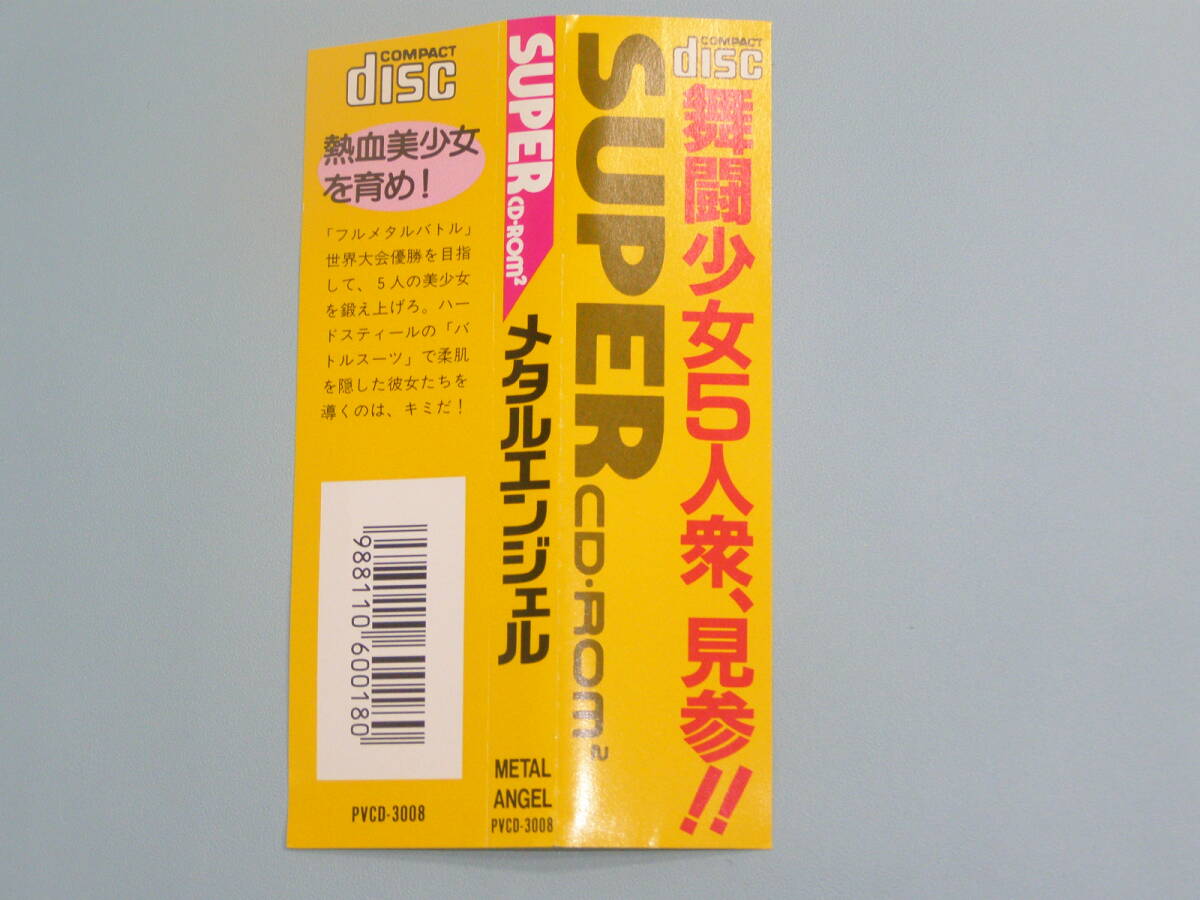 COMPACT
disc
熱血美少女
を育め!
「フルメタルバトル」
世界大会優勝を目指
して、5人の美少女
を鍛え上げろ。ハー
ドスティールの「バ
トルスーツ」で柔肌
を隠した彼女たちを
導くのは、キミだ!
988110 600180
PVCD-3008
SUPER CD・ROM²
メタルエンジェル
METAL
ANGEL
PVCD-3008
SUPER CD・ROM²
COMPACT
disc
舞闘少女5人衆、見参!!